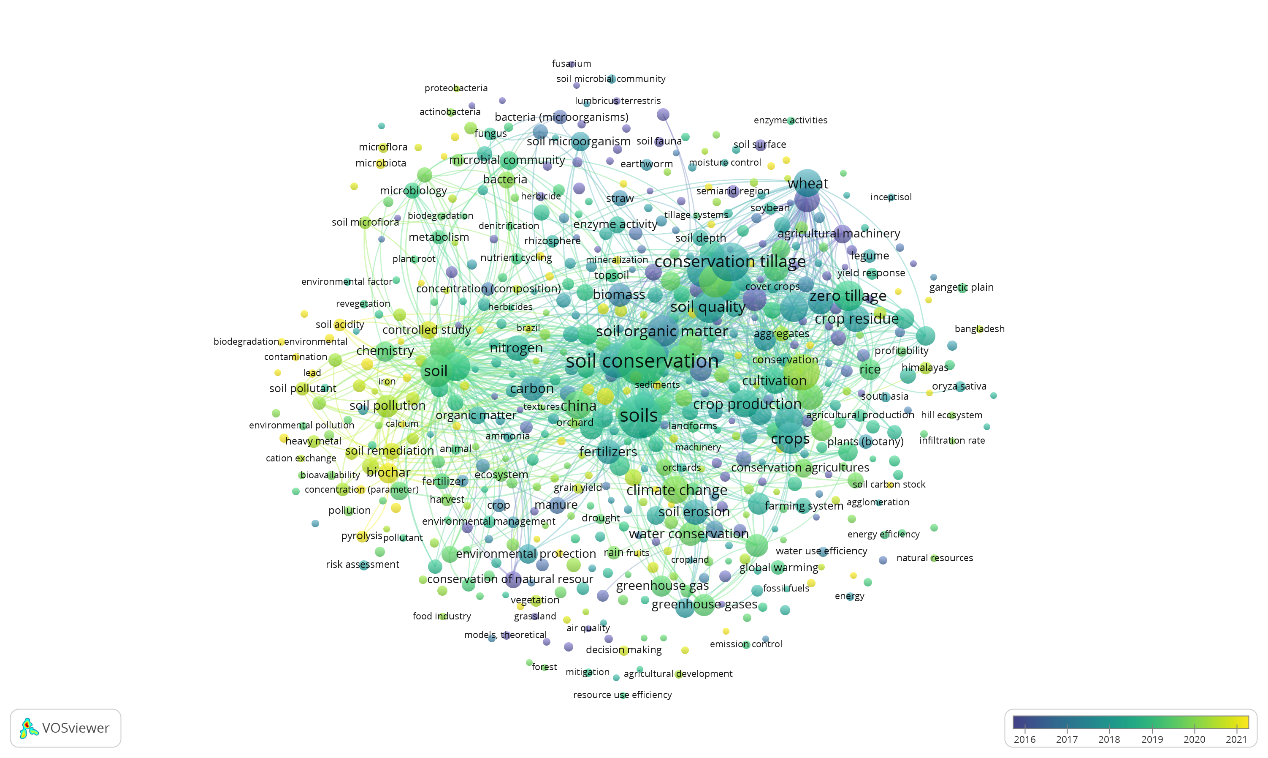 fusarium
soil microbial community
proteobacteria
lumbricus terrestris
actinobacteria
bacteria (microorganisms)
enzyme activities
fungus
soil microorganism
soil fauna
soil surface
microflora
microbiota
microbial community
earthworm
moisture control
bacteria
wheat
microbiology
herbicide
straw
semiarid region
inceptisol
soybean
biodegradation
tillage systems
soil microflora
denitrification
enzyme activity
agricultural machinery
metabolism
rhizosphere
soil depth
plant root
nutrient cycling
mineralization
conservation tillage
legume
topsoil
yield response
environmental factor
concentration (composition)
cover crops
gangetic plain
biomass
zero tillage
revegetation
herbicides
soil quality
soil acidity
controlled study
brazil
soil organic matter
crop residue
bangladesh
biodegradation, environmental
nitrogen
aggregates
chemistry
profitability
contamination
soil conservation
conservation
lead
soil
rice
himalayas
iron
cultivation
soil pollutant
carbon
sediments
oryza sativa
south asia
soil pollution
textures
china
crop production
organic matter
soils
agricultural production
hill ecosystem
environmental pollution
calcium
orchard
landforms
ammonia
heavy metal
crops
plants (botany)
infiltration rate
soil remediation
animal
fertilizers
machinery
cation exchange
bioavailability
biochar
ecosystem
orchards
conservation agricultures
fertilizer
soil carbon stock
concentration (parameter)
grain yield
climate change
harvest
crop
manure
farming system
agglomeration
pollution
soil erosion
environmental management
drought
pyrolysis
pollutant
water conservation
energy efficiency
environmental protection
rain fruits
water use efficiency
natural resources
risk assessment
cropland
global warming
conservation of natural resour
greenhouse gas
fossil fuels
energy
vegetation
greenhouse gases
food industry
grassland
air quality
models, theoretical
decision making
emission control
forest
mitigation
agricultural development
resource use efficiency
VOSviewer
2016 2017 2018 2019 2020 2021